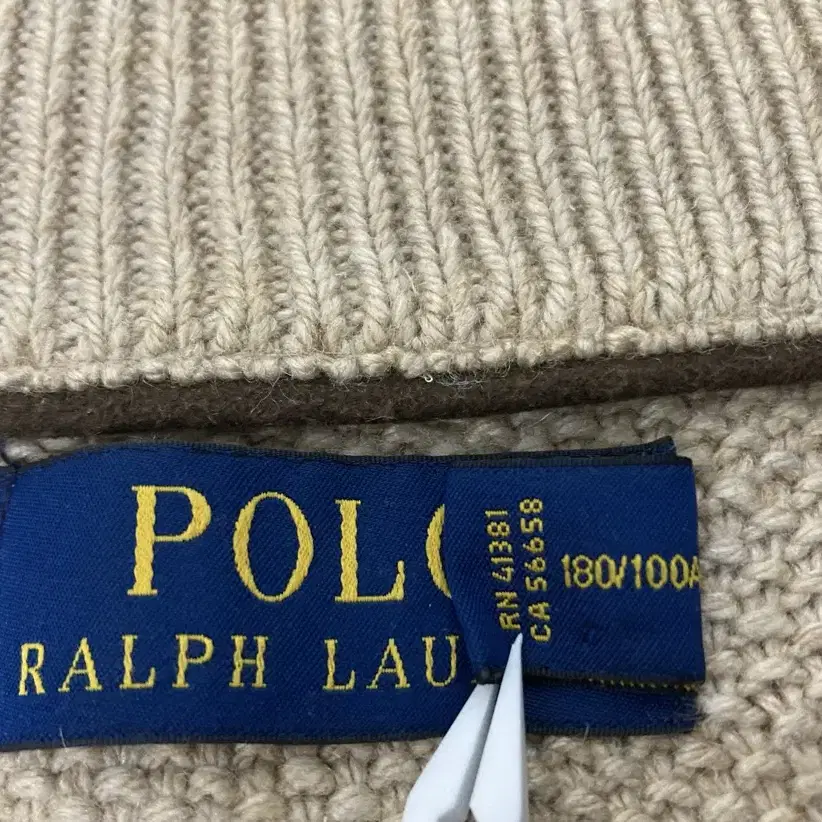 POLO
RALPH LAU
RN 41381
CA 56658
180/100A